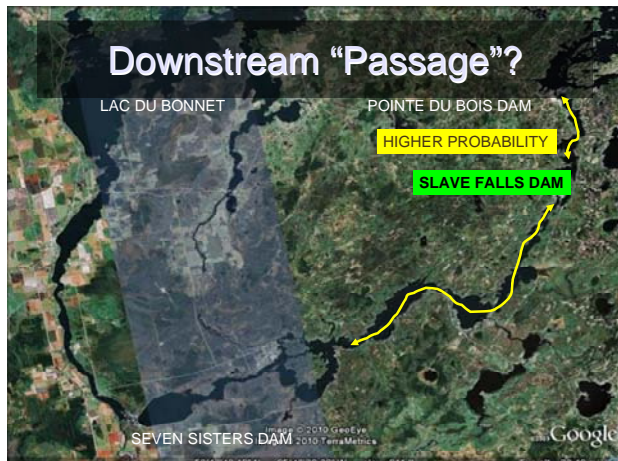 Downstream “Passage”?
LAC DU BONNET
POINTE DU BOIS DAM
HIGHER PROBABILITY
SLAVE FALLS DAM
SEVEN SISTERS DAM
Image © 2010 GeoEye
2010 TerraMetrics
Google